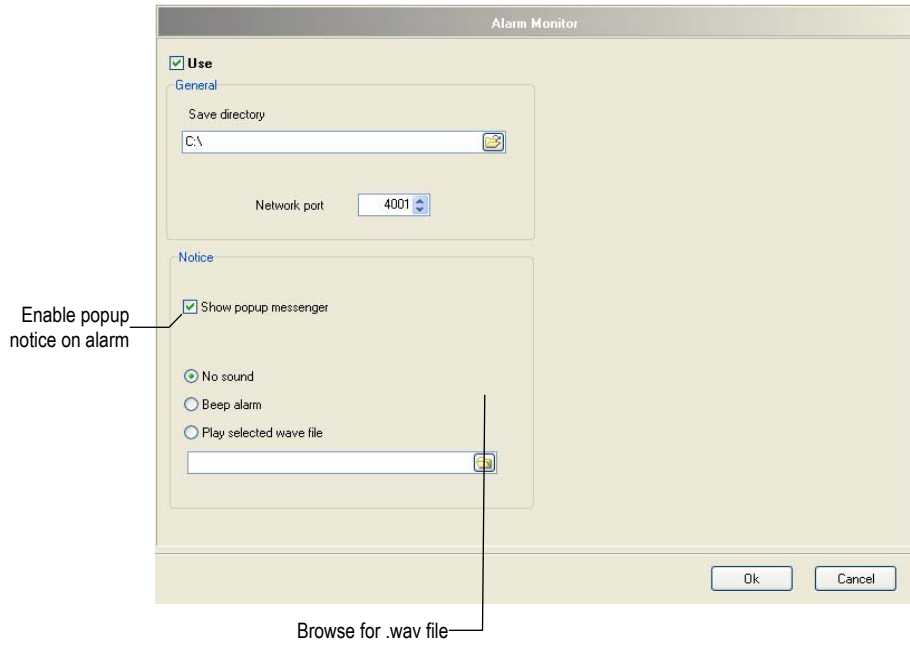 Alarm Monitor
Use
General
Save directory
C:\
Network port 4001
Notice
Show popup messenger
Enable popup
notice on alarm
No sound
Beep alarm
Play selected wave file
Ok Cancel
Browse for .wav file